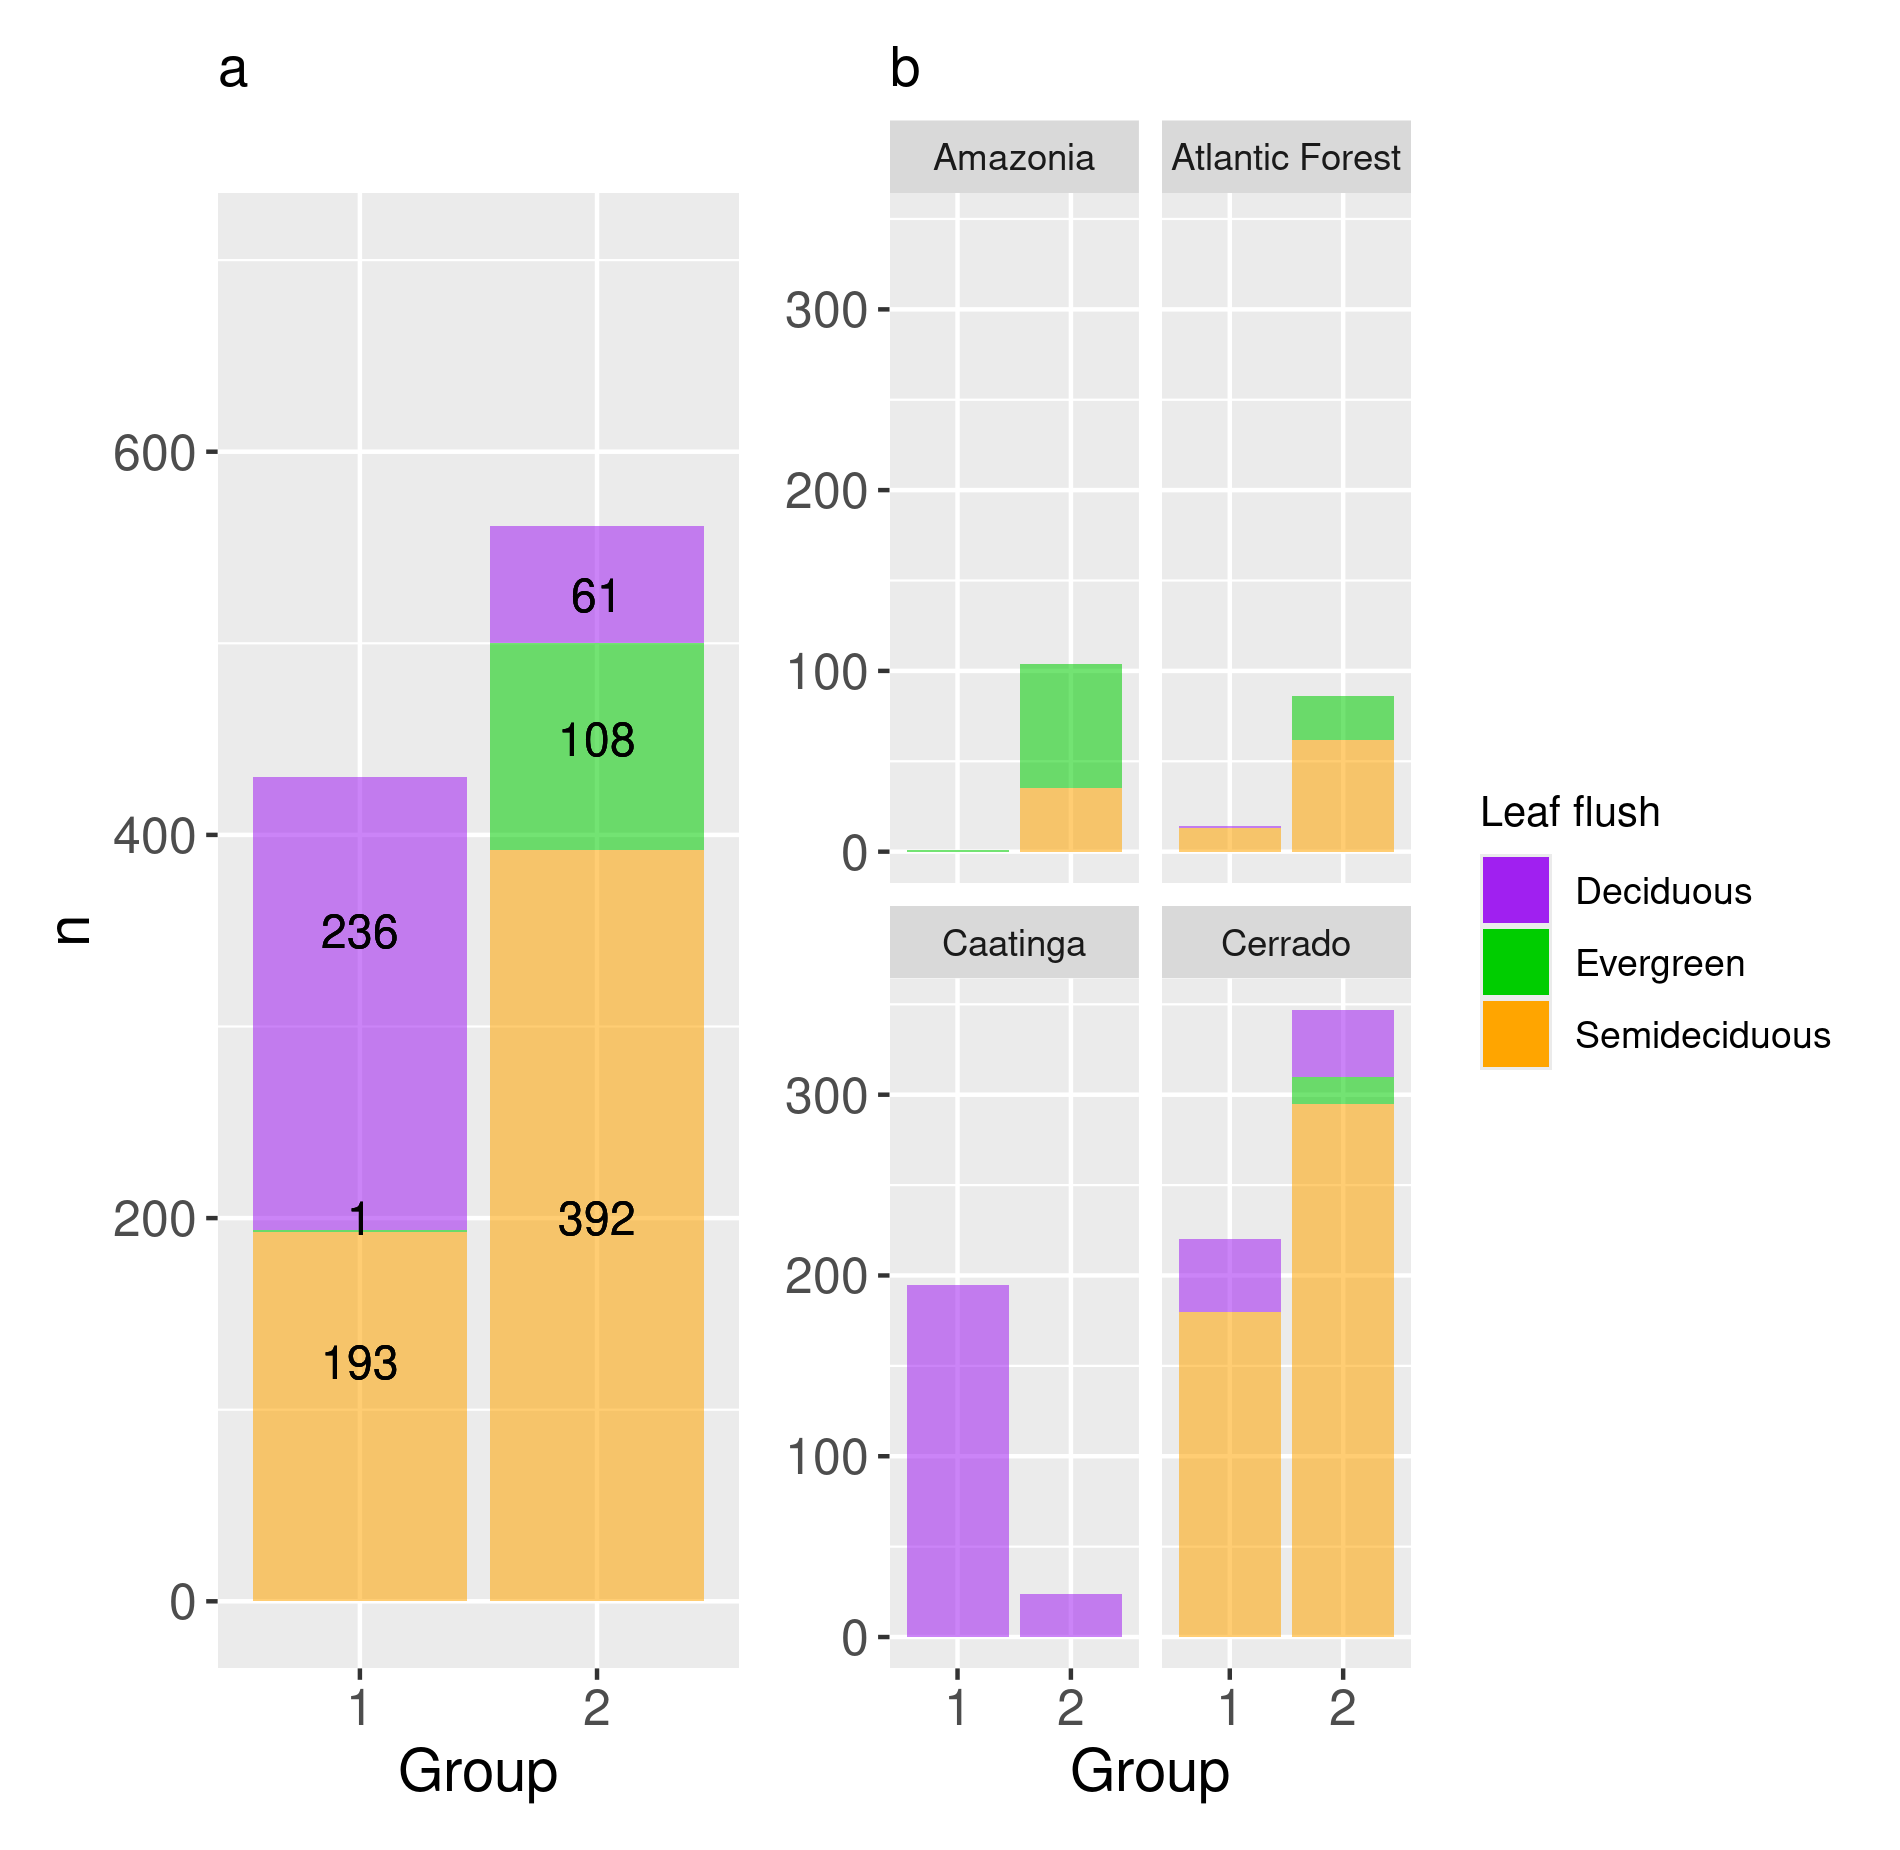 a
b
Amazonia
Atlantic Forest
300
200
100
0
Caatinga
Cerrado
300
200
100
0
600
400
200
0
n
61
108
392
236
1
193
1
2
Group
1
2
1
2
Group
Leaf flush
Deciduous
Evergreen
Semideciduous